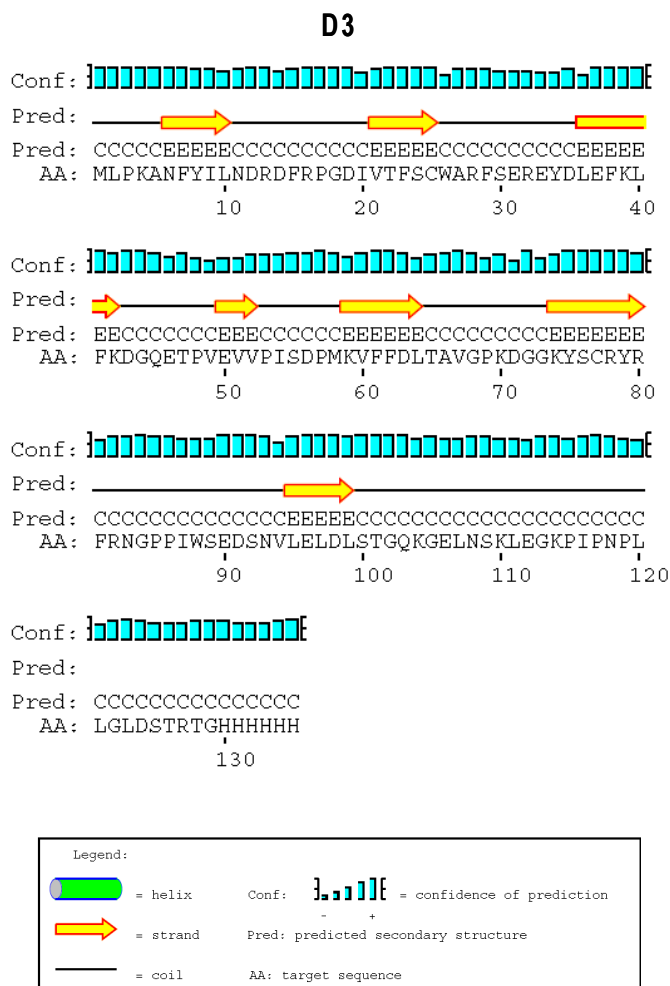 D3
Conf:
Pred:
Pred: CCCCCEEEEECCCCCCCCCCEEEEECCCCCCCCCCEEEEE
AA: MLPKANFYILNDRDFRPGDIVTFSCWARFSEREYDLEFKL
10 20 30 40
Conf:
Pred:
Pred: EECCCCCCCEEECCCCCCEEEEEECCCCCCCCCEEEEEEE
AA: FKDGQETPVEVVPISDPMKVFFDLTAVGPKDGGKYSCRYR
50 60 70 80
Conf:
Pred:
Pred: CCCCCCCCCCCCCCEEEEECCCCCCCCCCCCCCCCCCCCC
AA: FRNGPPIWSEDSNVLELDLSTGQKGELNSKLEGKPIPNPL
90 100 110 120
Conf:
Pred:
Pred: CCCCCCCCCCCCCCC
AA: LGLDSTRTGHHHHHH
130
Legend:
= helix Conf: = confidence of prediction
- +
= strand Pred: predicted secondary structure
= coil AA: target sequence